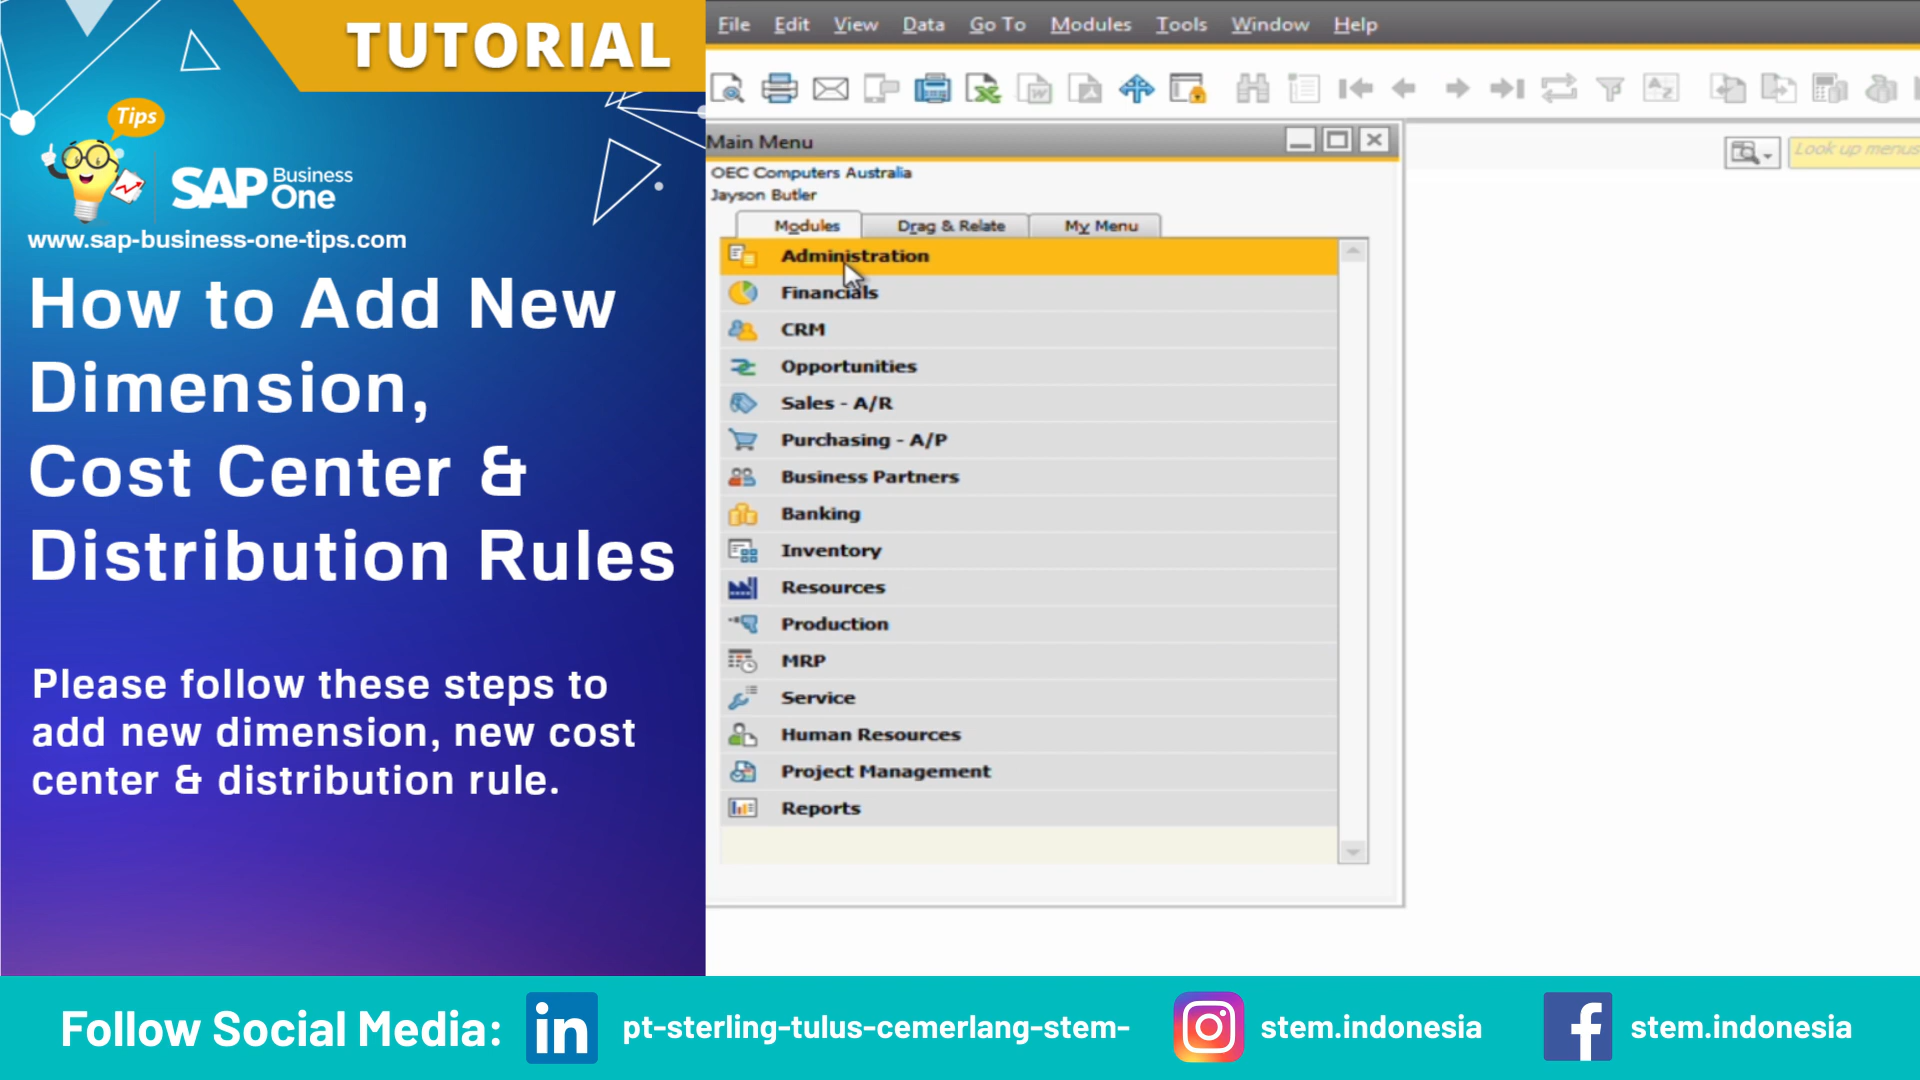 TUTORIAL
Tips
SAP Business One
www.sap-business-one-tips.com
How to Add New
Dimension,
Cost Center &
Distribution Rules
Please follow these steps to
add new dimension, new cost
center & distribution rule.
File Edit View Data Go To Modules Tools Window Help
Main Menu
OEC Computers Australia
Jayson Butler
Modules Drag & Relate My Menu
Look up menus
Administration
Financials
CRM
Opportunities
Sales - A/R
Purchasing - A/P
Business Partners
Banking
Inventory
Resources
Production
MRP
Service
Human Resources
Project Management
Reports
Follow Social Media: in pt-sterling-tulus-cemerlang-stem- stem.indonesia f stem.indonesia